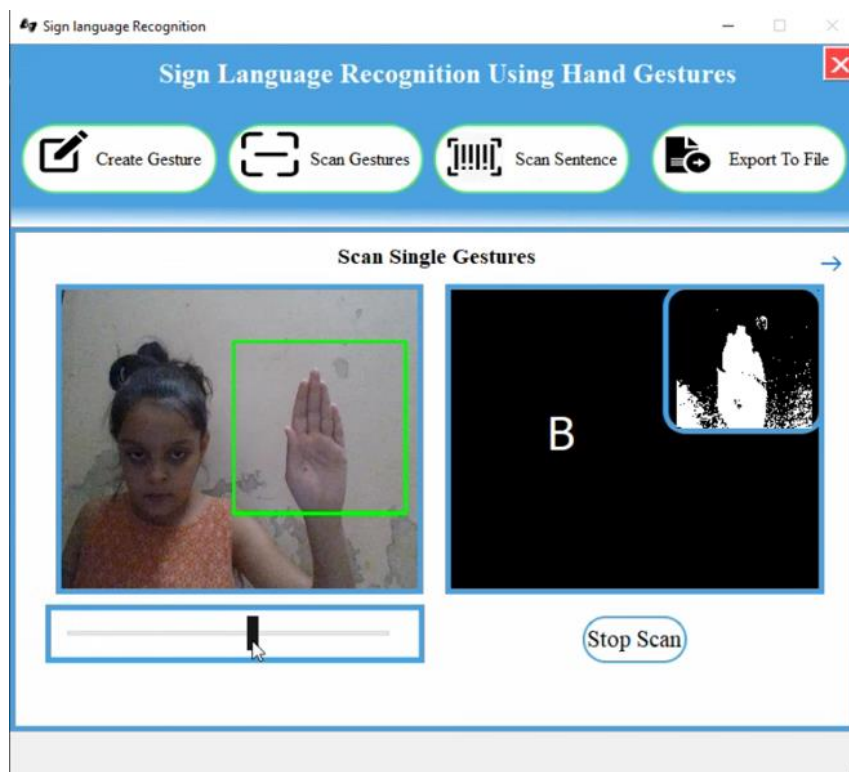 Sign language Recognition
Sign Language Recognition Using Hand Gestures
Create Gesture
Scan Gestures
Scan Sentence
Export To File
Scan Single Gestures
B
Stop Scan